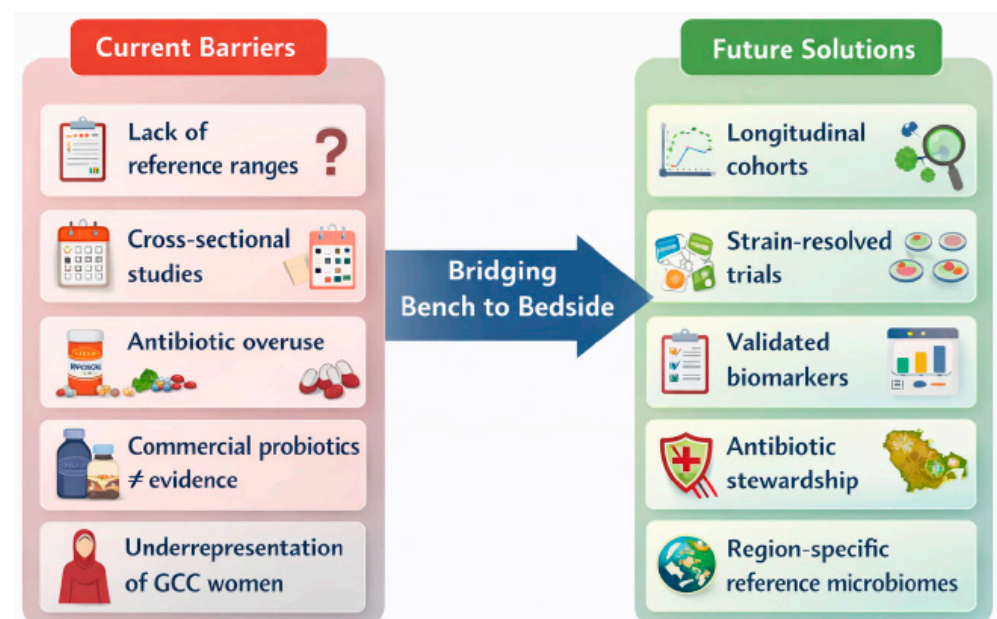 Current Barriers
Lack of
reference ranges
?
Cross-sectional
studies
Antibiotic overuse
Commercial probiotics
≠ evidence
Underrepresentation
of GCC women
Bridging
Bench to Bedside
Future Solutions
Longitudinal
cohorts
Strain-resolved
trials
Validated
biomarkers
Antibiotic
stewardship
Region-specific
reference microbiomes